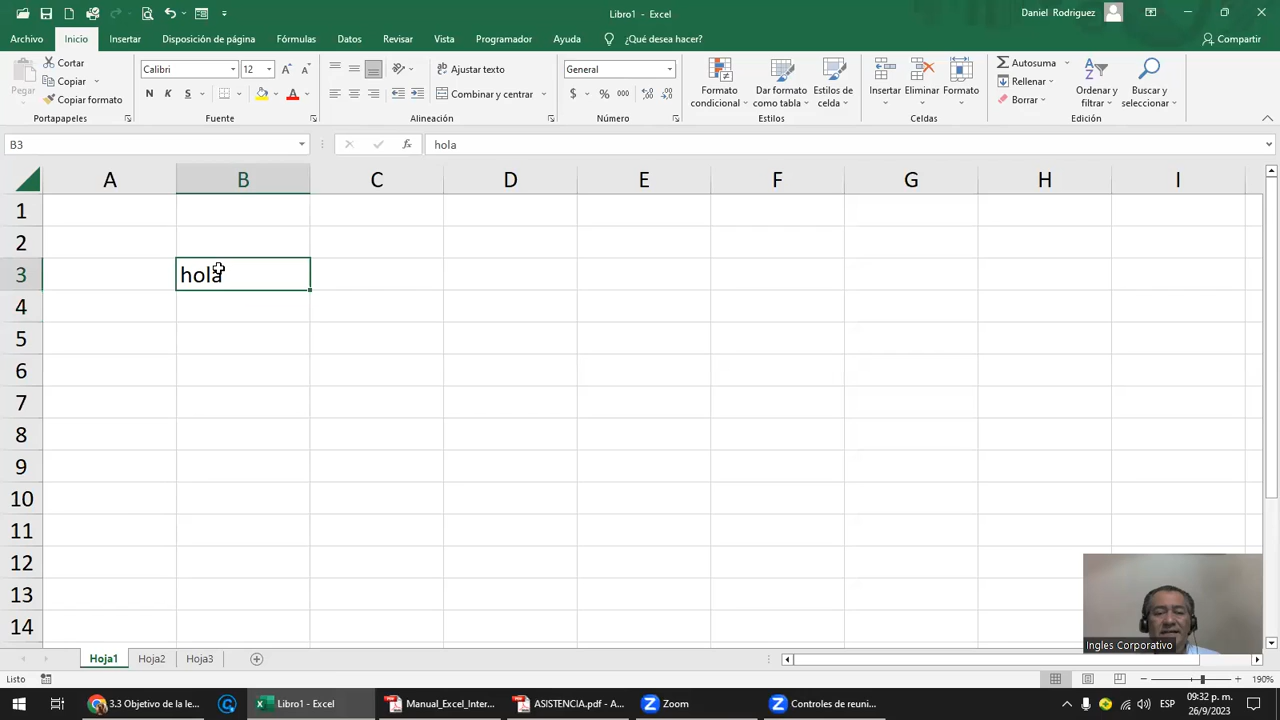 Libro1 - Excel
Daniel Rodriguez
Archivo Inicio Insertar Disposición de página Fórmulas Datos Revisar Vista Programador Ayuda ¿Qué desea hacer? Compartir
Pegar
Cortar
Copiar
Copiar formato
Portapapeles
Calibri 12
N K S
Fuente
Ajustar texto
Combinar y centrar
Alineación
General
$ % 000
Número
Formato condicional
Dar formato como tabla
Estilos de celda
Estilos
Insertar Eliminar Formato
Celdas
Autosuma
Rellenar
Borrar
Ordenar y filtrar
Buscar y seleccionar
Edición
B3 fx hola
A B C D E F G H I
1
2
3 hola
4
5
6
7
8
9
10
11
12
13
14
Ingles Corporativo
Hoja1 Hoja2 Hoja3
Listo 190%
3.3 Objetivo de la le... Libro1 - Excel Manual_Excel_Inter... ASISTENCIA.pdf - A... Zoom Controles de reuni... ESP
09:32 p. m.
26/9/2023